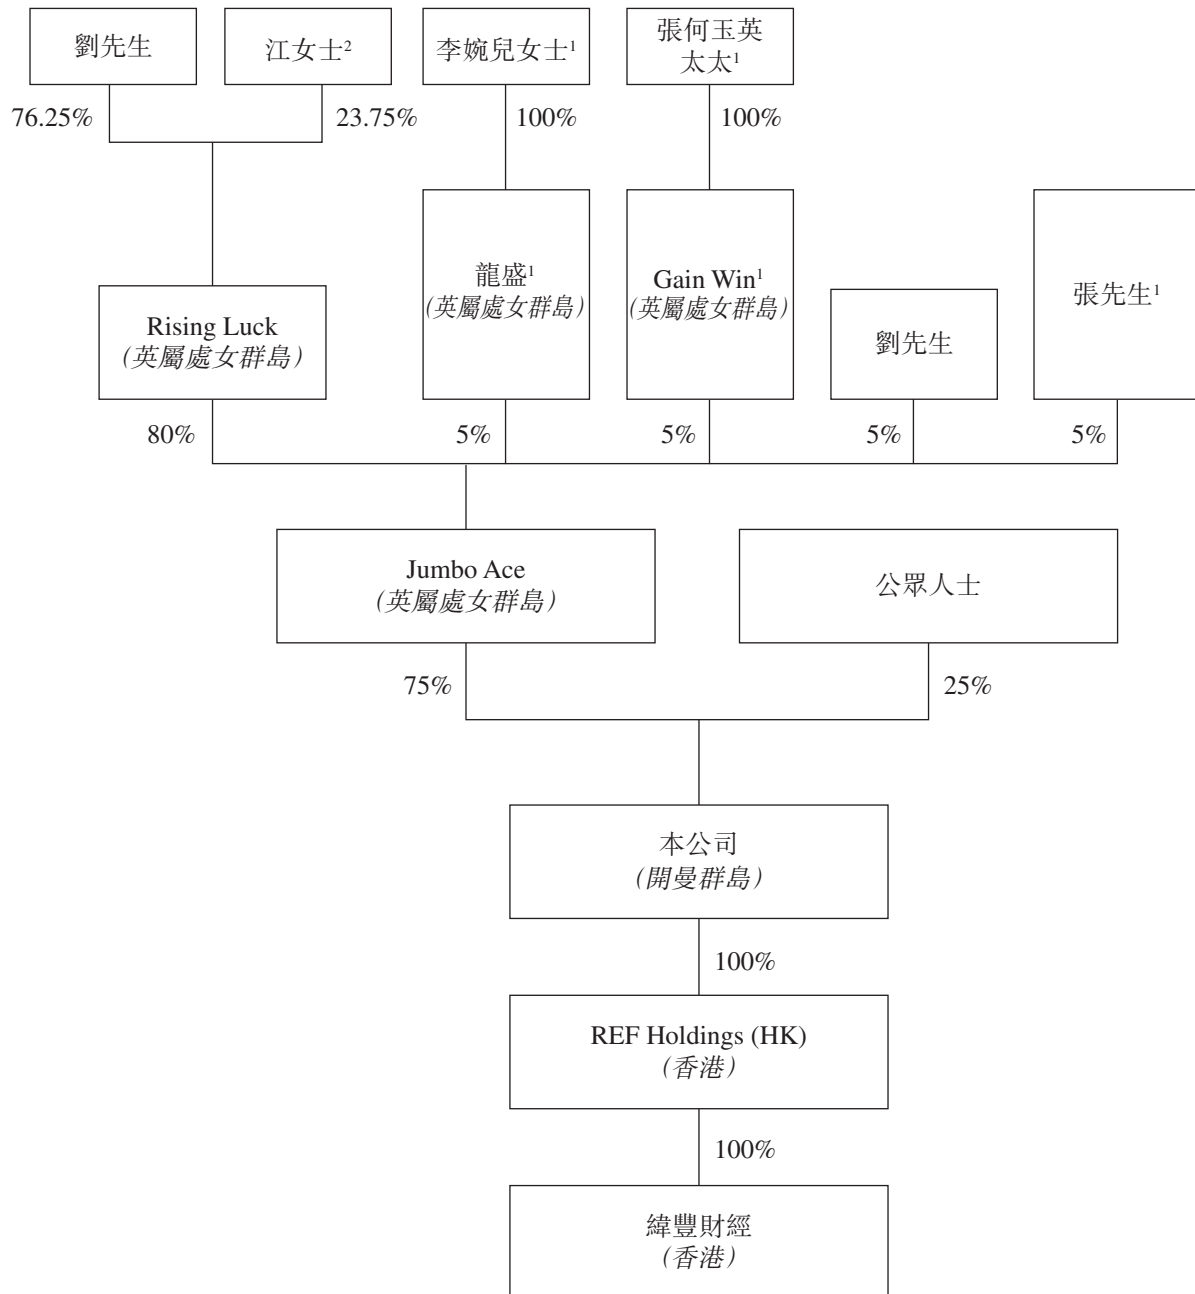 劉先生
江女士²
李婉兒女士¹
張何玉英
太太¹
76.25%
23.75%
100%
100%
Rising Luck
(英屬處女群島)
龍盛¹
(英屬處女群島)
Gain Win¹
(英屬處女群島)
劉先生
張先生¹
80%
5%
5%
5%
5%
Jumbo Ace
(英屬處女群島)
公眾人士
75%
25%
本公司
(開曼群島)
100%
REF Holdings (HK)
(香港)
100%
緯豐財經
(香港)